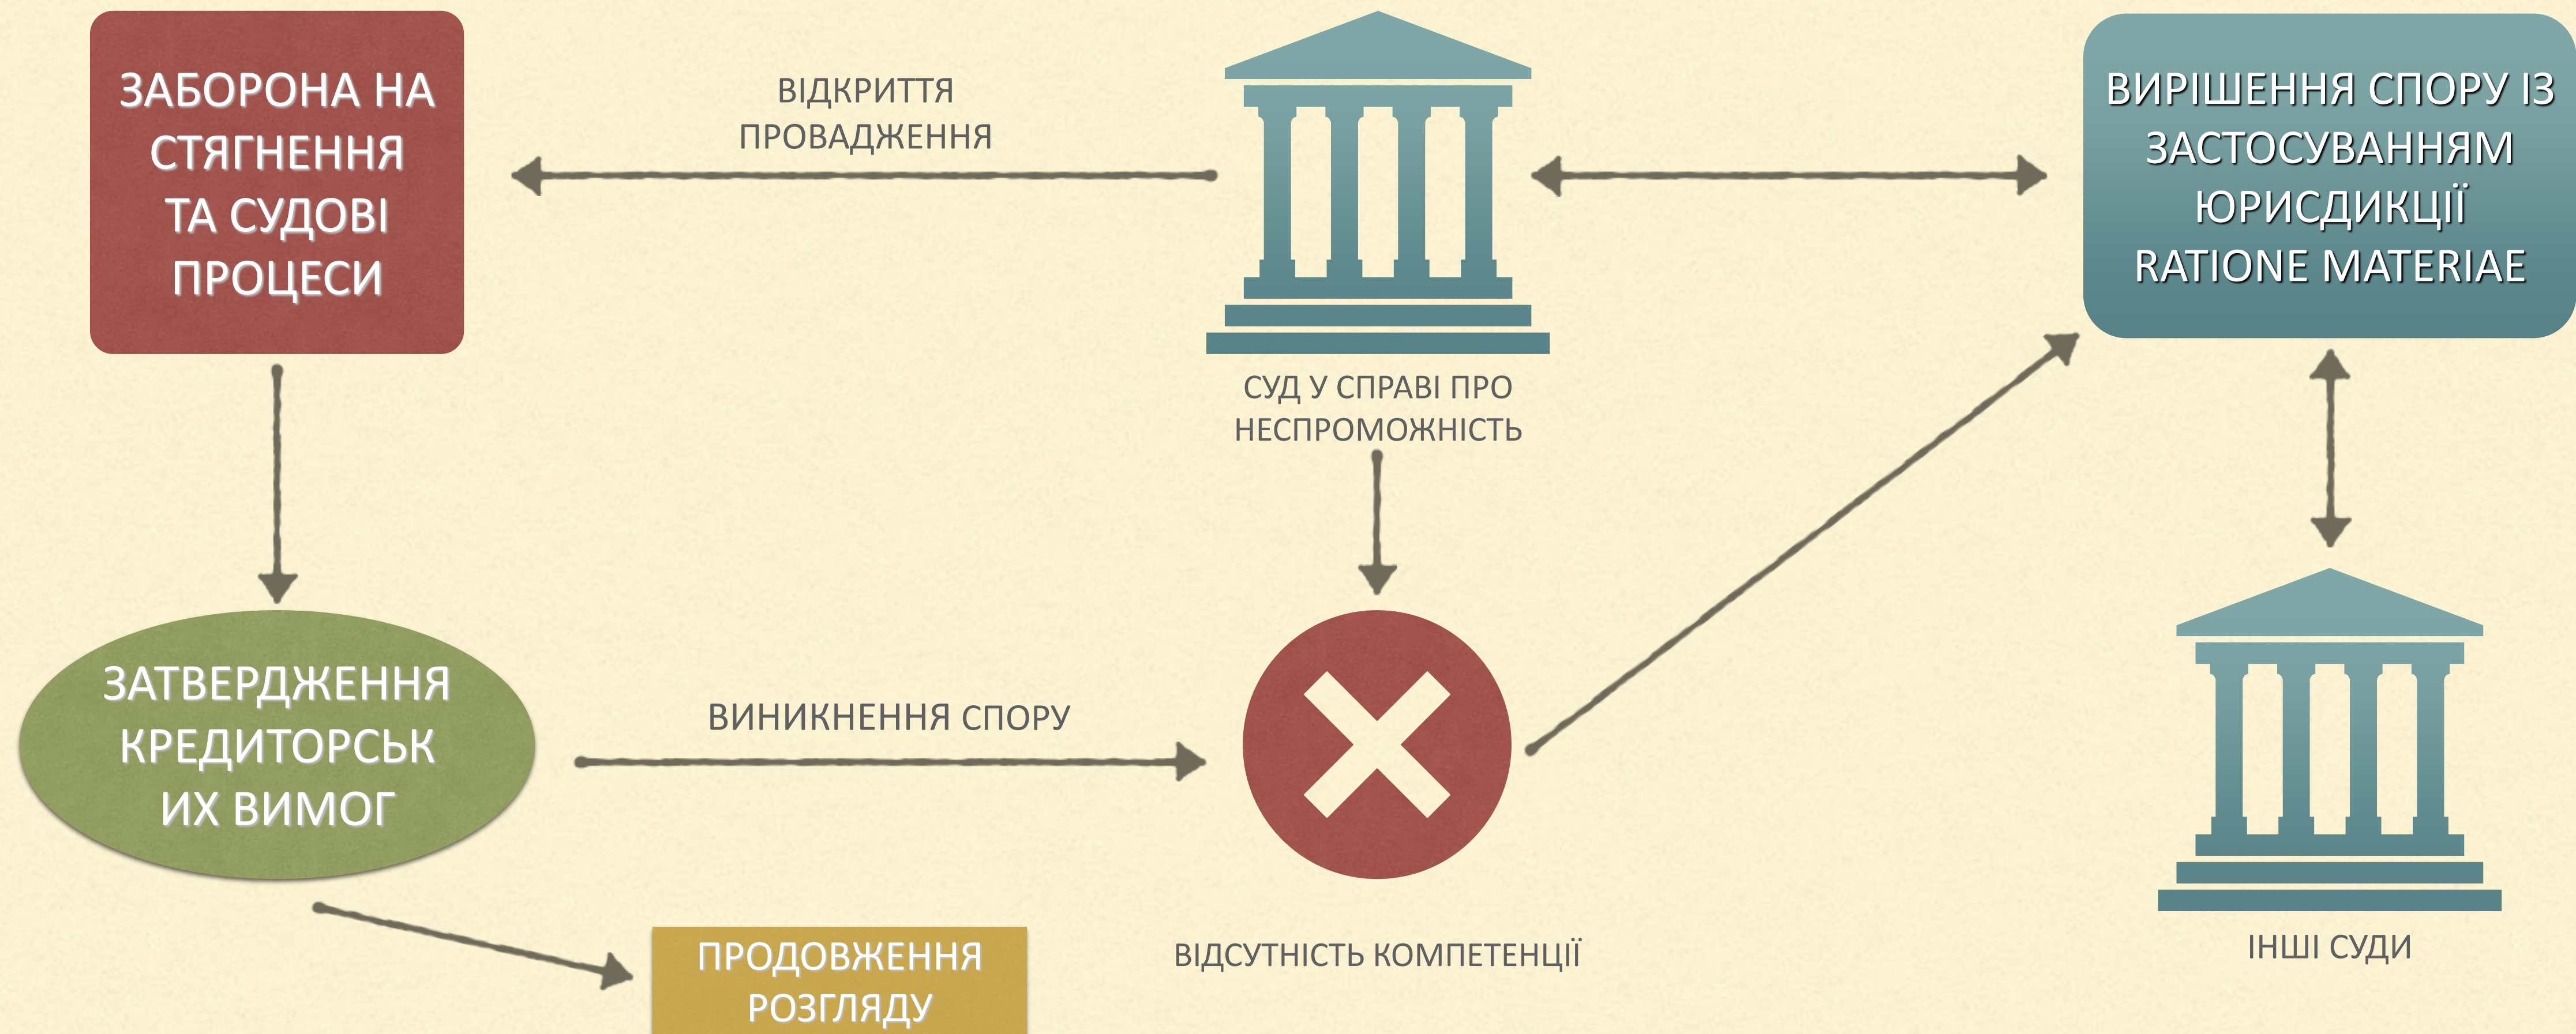 ЗАБОРОНА НА
СТЯГНЕННЯ
ТА СУДОВІ
ПРОЦЕСИ
ВІДКРИТТЯ
ПРОВАДЖЕННЯ
СУД У СПРАВІ ПРО
НЕСПРОМОЖНІСТЬ
ВИРІШЕННЯ СПОРУ ІЗ
ЗАСТОСУВАННЯМ
ЮРИСДИКЦІЇ
RATIONE MATERIAE
ЗАТВЕРДЖЕННЯ
КРЕДИТОРСЬК
ИХ ВИМОГ
ВИНИКНЕННЯ СПОРУ
ВІДСУТНІСТЬ КОМПЕТЕНЦІЇ
ІНШІ СУДИ
ПРОДОВЖЕННЯ
РОЗГЛЯДУ